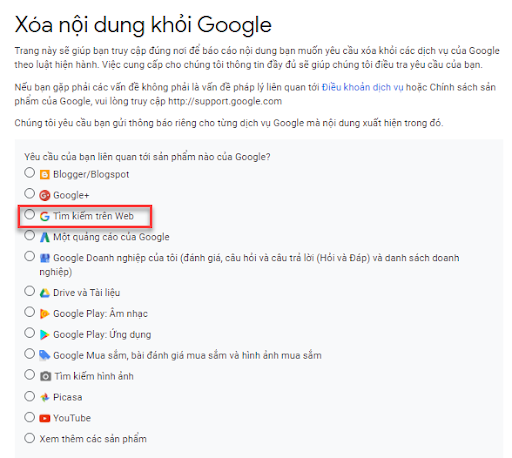 Xóa nội dung khỏi Google
Trang này sẽ giúp bạn truy cập đúng nơi để báo cáo nội dung bạn muốn yêu cầu xóa khỏi các dịch vụ của Google
theo luật hiện hành. Việc cung cấp cho chúng tôi thông tin đầy đủ sẽ giúp chúng tôi điều tra yêu cầu của bạn.
Nếu bạn gặp phải các vấn đề không phải là vấn đề pháp lý liên quan tới Điều khoản dịch vụ hoặc Chính sách sản
phẩm của Google, vui lòng truy cập http://support.google.com
Chúng tôi yêu cầu bạn gửi thông báo riêng cho từng dịch vụ Google mà nội dung xuất hiện trong đó.
Yêu cầu của bạn liên quan tới sản phẩm nào của Google?
Blogger/Blogspot
Google+
Tìm kiếm trên Web
Một quảng cáo của Google
Google Doanh nghiệp của tôi (đánh giá, câu hỏi và câu trả lời (Hỏi và Đáp) và danh sách doanh
nghiệp)
Drive và Tài liệu
Google Play: Âm nhạc
Google Play: Ứng dụng
Google Mua sắm, bài đánh giá mua sắm và hình ảnh mua sắm
Tìm kiếm hình ảnh
Picasa
YouTube
Xem thêm các sản phẩm